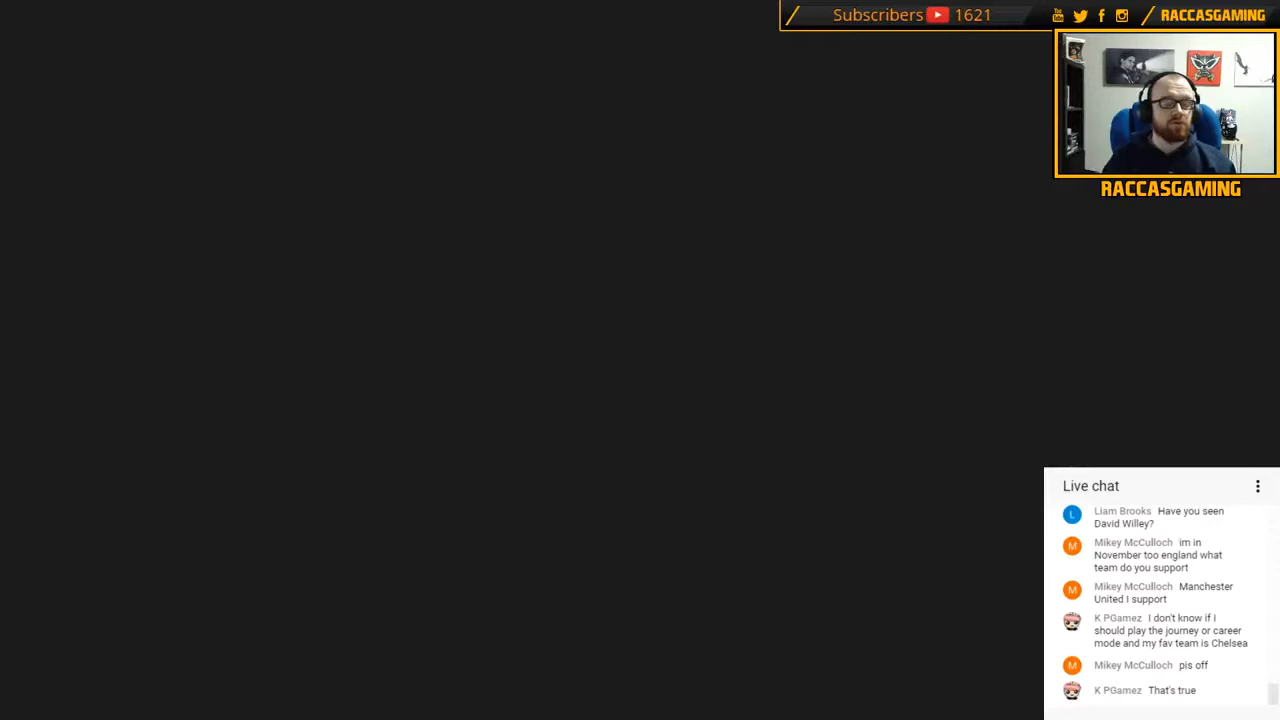 Subscribers 1621
RACCASGAMING
RACCASGAMING
Live chat
L
Liam Brooks Have you seen
David Willey?
M
Mikey McCulloch im in
November too england what
team do you support
M
Mikey McCulloch Manchester
United I support
K PGamez I don't know if I
should play the journey or career
mode and my fav team is Chelsea
M
Mikey McCulloch pis off
K PGamez That's true